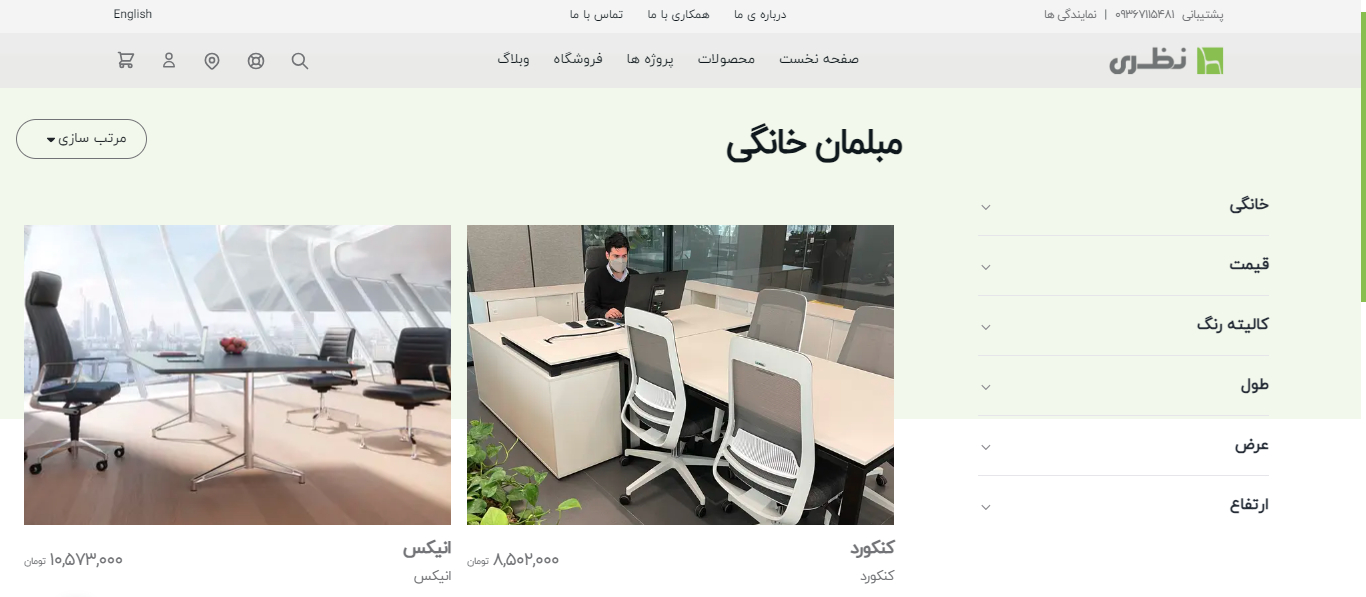 پشتیبانی ۰۹۳۶۷۱۱۵۴۸۱ | نمایندگی ها
درباره ی ما همکاری با ما تماس با ما
English
نظری
صفحه نخست محصولات پروژه ها فروشگاه وبلاگ
مبلمان خانگی
مرتب سازی
خانگی
قیمت
کالیته رنگ
طول
عرض
ارتفاع
کنکورد
۸,۵۰۲,۰۰۰ تومان
کنکورد
انیکس
۱۰,۵۷۳,۰۰۰ تومان
انیکس